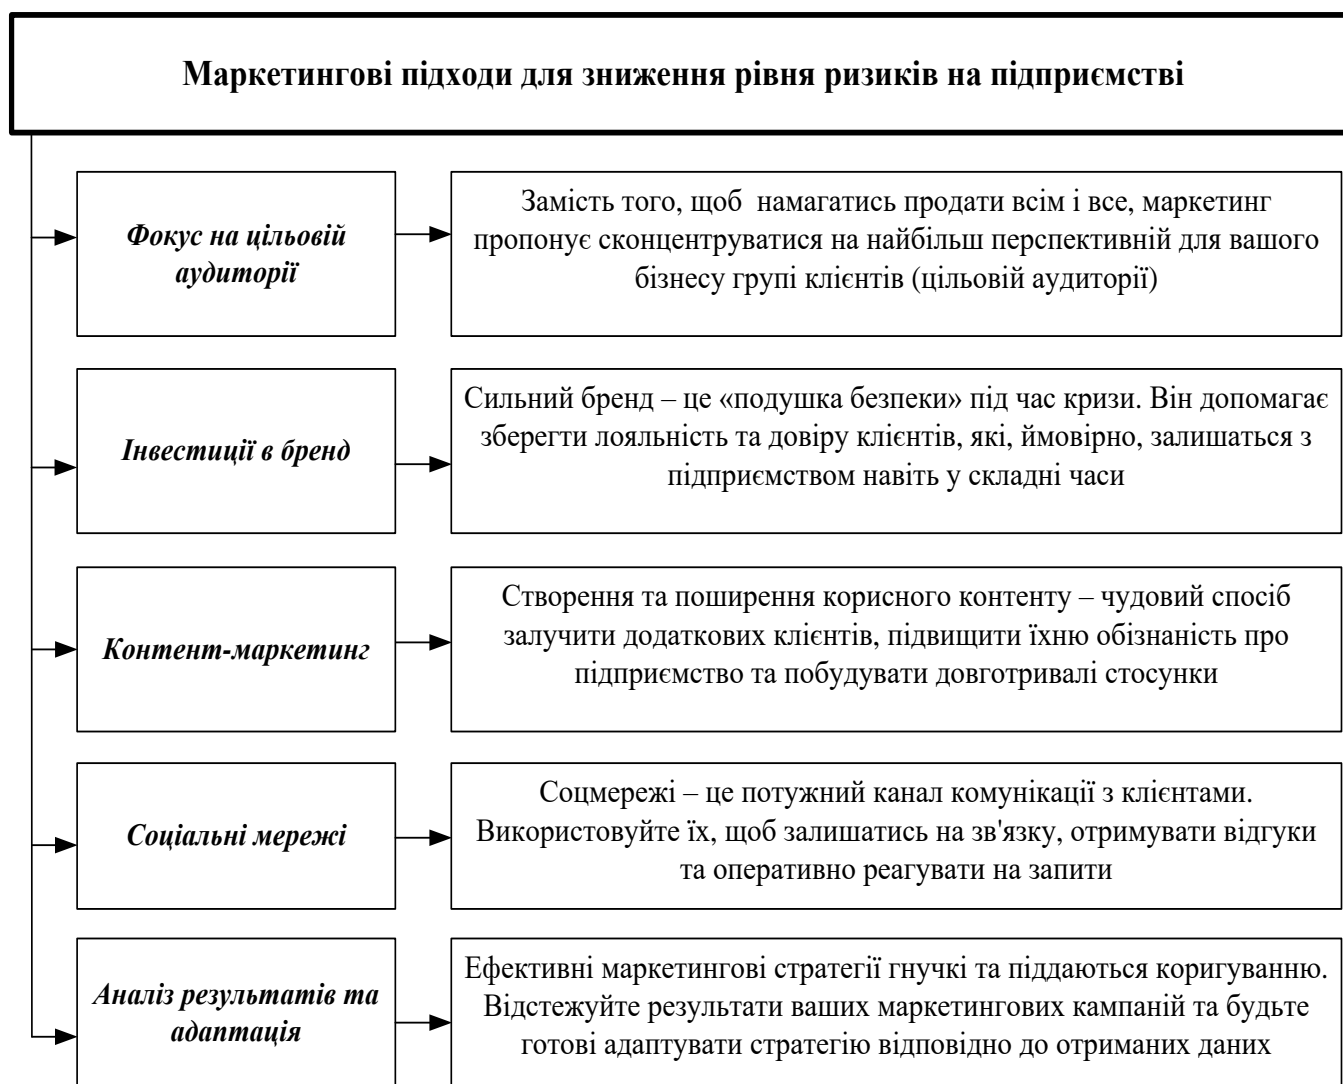 Маркетингові підходи для зниження рівня ризиків на підприємстві
Фокус на цільовій
аудиторії
Замість того, щоб  намагатись продати всім і все, маркетинг
пропонує сконцентруватися на найбільш перспективній для вашого
бізнесу групі клієнтів (цільовій аудиторії)
Інвестиції в бренд
Сильний бренд – це «подушка безпеки» під час кризи. Він допомагає
зберегти лояльність та довіру клієнтів, які, ймовірно, залишаться з
підприємством навіть у складні часи
Контент-маркетинг
Створення та поширення корисного контенту – чудовий спосіб
залучити додаткових клієнтів, підвищити їхню обізнаність про
підприємство та побудувати довготривалі стосунки
Соціальні мережі
Соцмережі – це потужний канал комунікації з клієнтами.
Використовуйте їх, щоб залишатись на зв'язку, отримувати відгуки
та оперативно реагувати на запити
Аналіз результатів та
адаптація
Ефективні маркетингові стратегії гнучкі та піддаються коригуванню.
Відстежуйте результати ваших маркетингових кампаній та будьте
готові адаптувати стратегію відповідно до отриманих даних